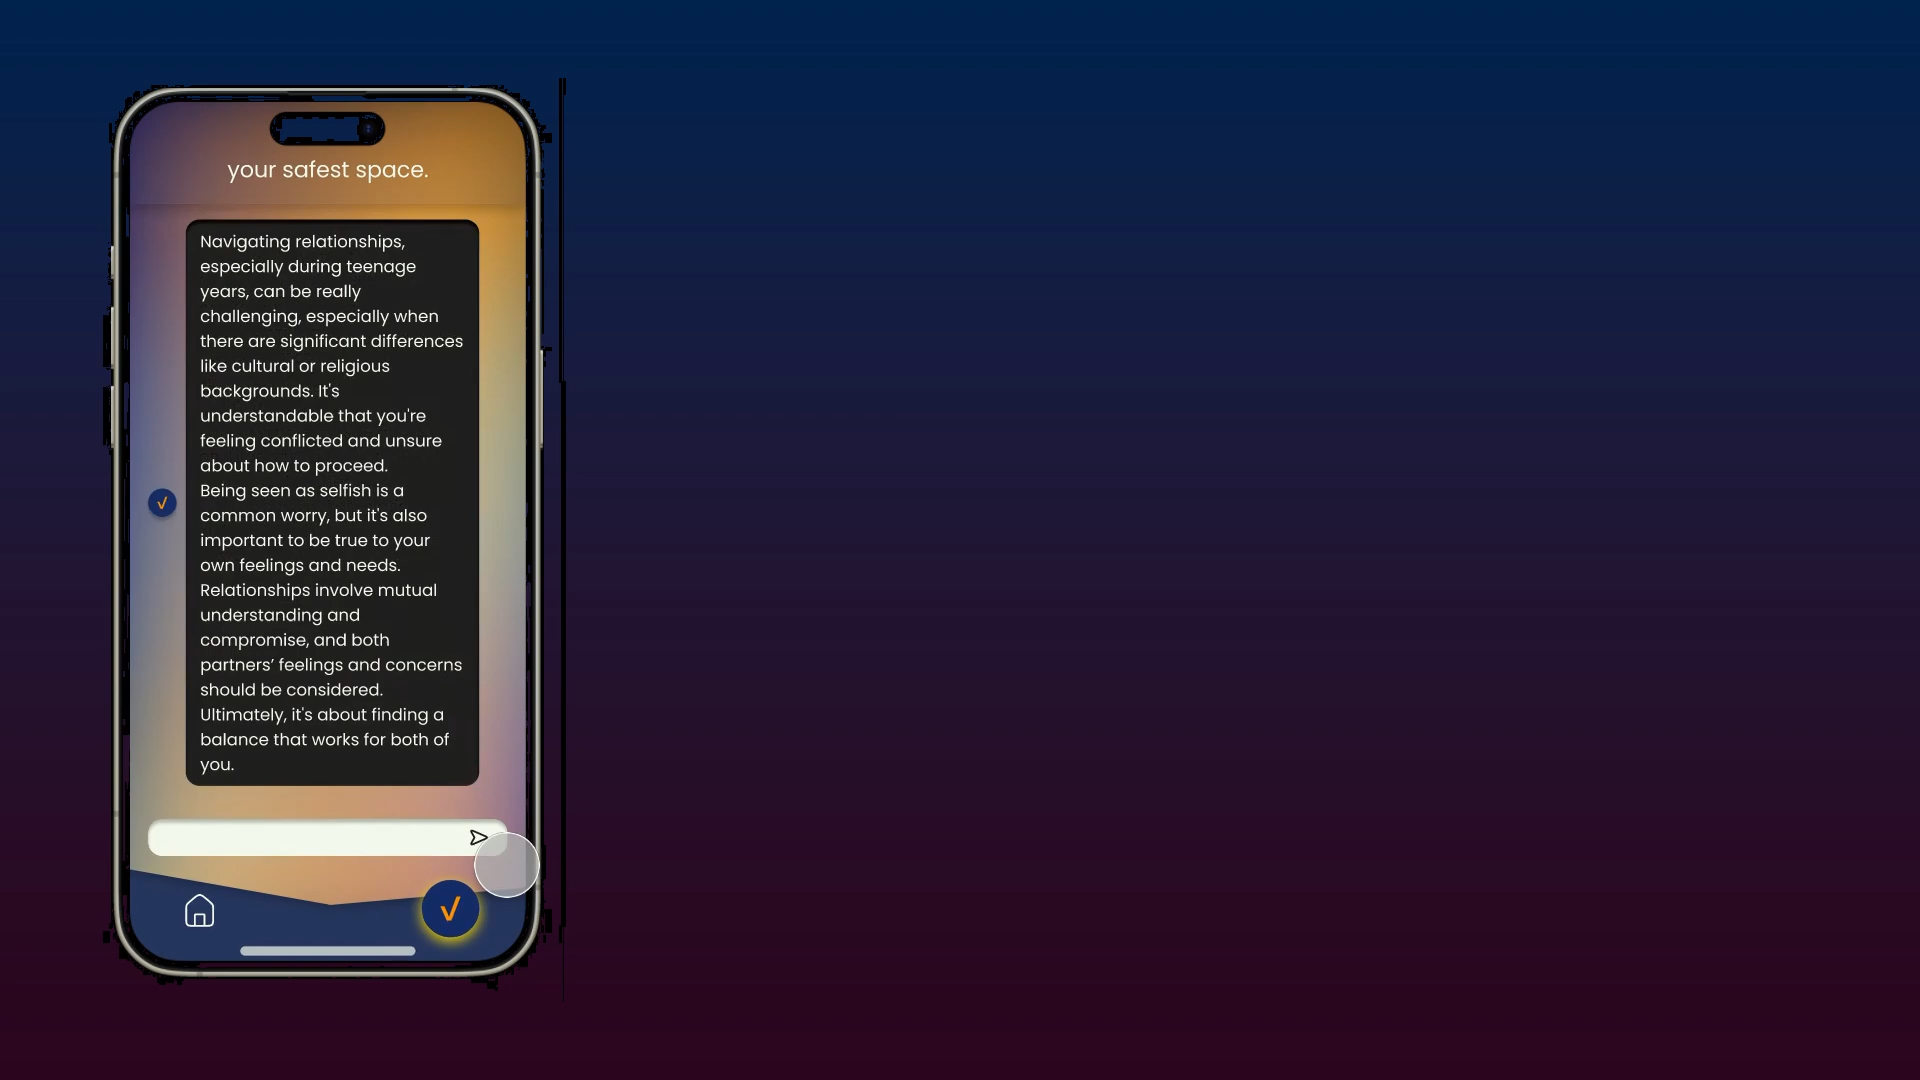 your safest space.
Navigating relationships,
especially during teenage
years, can be really
challenging, especially when
there are significant differences
like cultural or religious
backgrounds. It's
understandable that you're
feeling conflicted and unsure
about how to proceed.
Being seen as selfish is a
common worry, but it's also
important to be true to your
own feelings and needs.
Relationships involve mutual
understanding and
compromise, and both
partners’ feelings and concerns
should be considered.
Ultimately, it's about finding a
balance that works for both of
you.